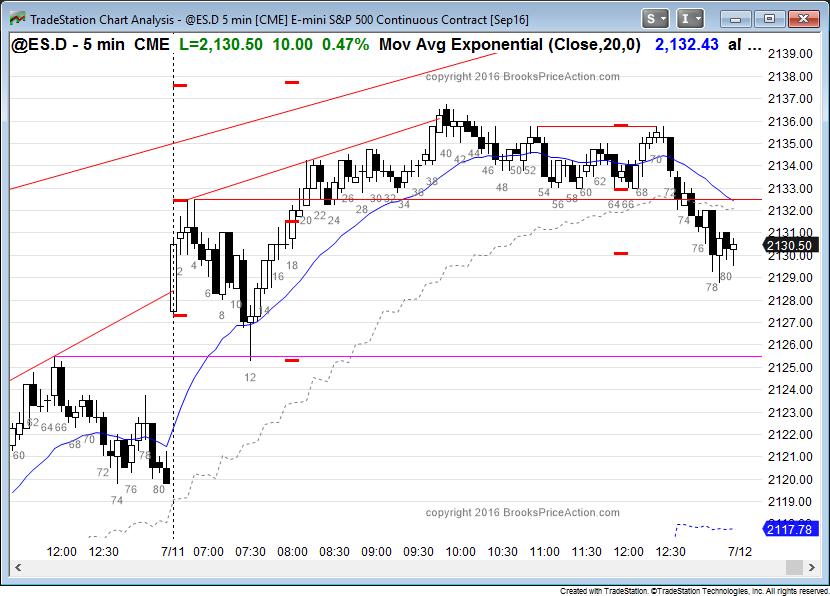 TradeStation Chart Analysis - @ES.D 5 min [CME] E-mini S&P 500 Continuous Contract [Sep16]
S I
@ES.D - 5 min CME L=2,130.50 10.00 0.47% Mov Avg Exponential (Close,20,0) 2,132.43 al ...
copyright 2016 BrooksPriceAction.com
2139.00
2138.00
2137.00
2136.00
2135.00
2134.00
2133.00
2132.00
2131.00
2130.50
2130.00
2129.00
2128.00
2127.00
2126.00
2125.00
2124.00
2123.00
2122.00
2121.00
2120.00
2119.00
2117.78
60 62 64 66 68 70 72 74 76 78 80
2 4 6 8 10 12 14 16 18 20 22 24 26 28 30 32 34 36 38 40 42 44 46 48 50 52 54 56 58 60 62 64 66 68 70 72 74 76 78 80
copyright 2016 BrooksPriceAction.com
12:00 12:30 7/11 07:00 07:30 08:00 08:30 09:00 09:30 10:00 10:30 11:00 11:30 12:00 12:30 7/12
Created with TradeStation. ©TradeStation Technologies, Inc. All rights reserved.